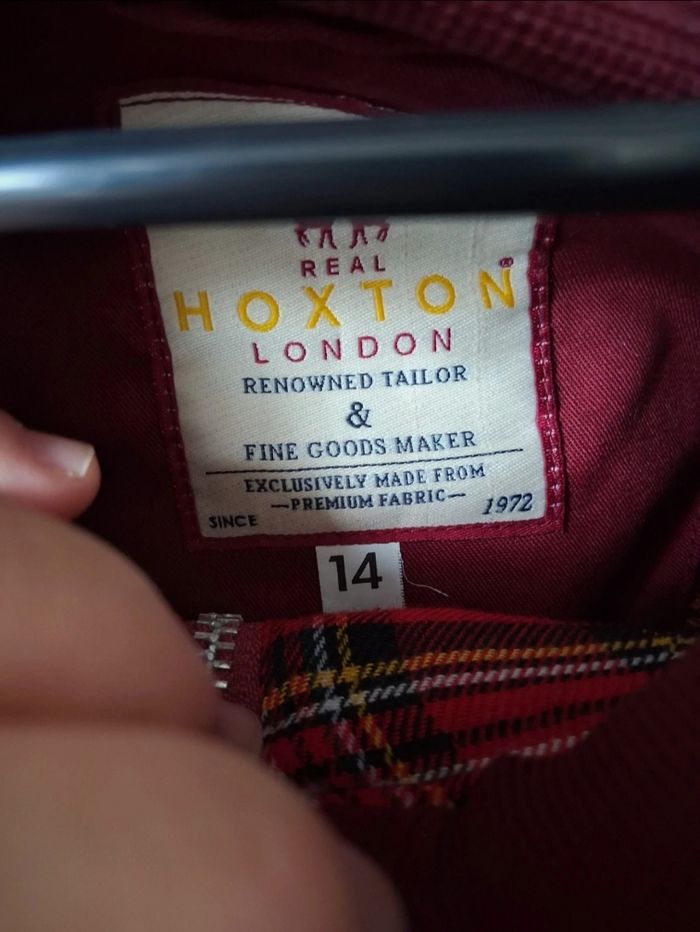 REAL
HOXTON®
LONDON
RENOWNED TAILOR
&
FINE GOODS MAKER
EXCLUSIVELY MADE FROM
—PREMIUM FABRIC—
SINCE 1972
14